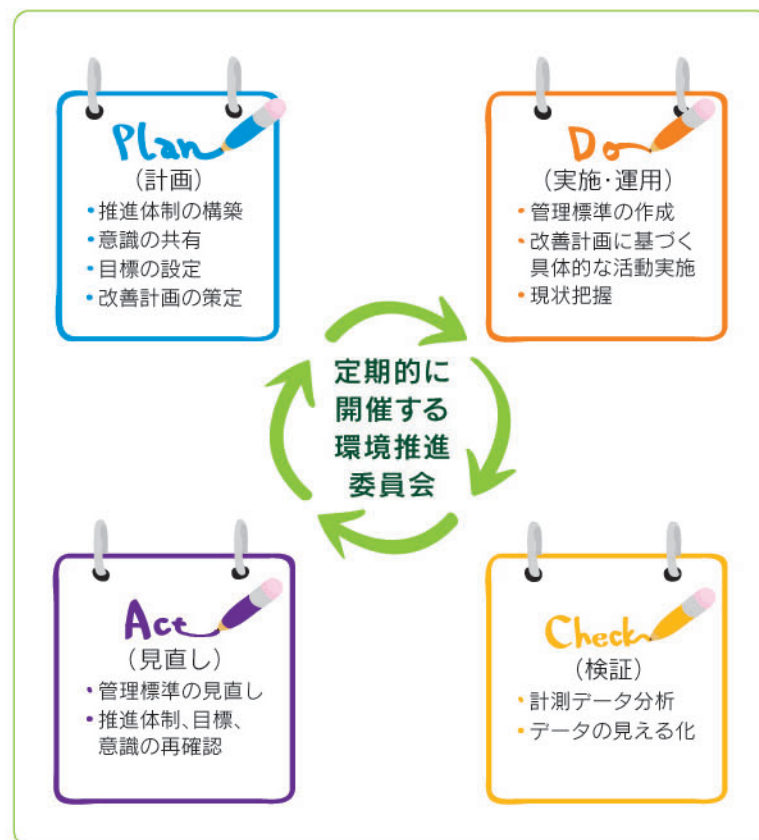 Plan
(計画)
・推進体制の構築
・意識の共有
・目標の設定
・改善計画の策定
Do
(実施・運用)
・管理標準の作成
・改善計画に基づく
具体的な活動実施
・現状把握
定期的に
開催する
環境推進
委員会
Act
(見直し)
・管理標準の見直し
・推進体制、目標、
意識の再確認
Check
(検証)
・計測データ分析
・データの見える化